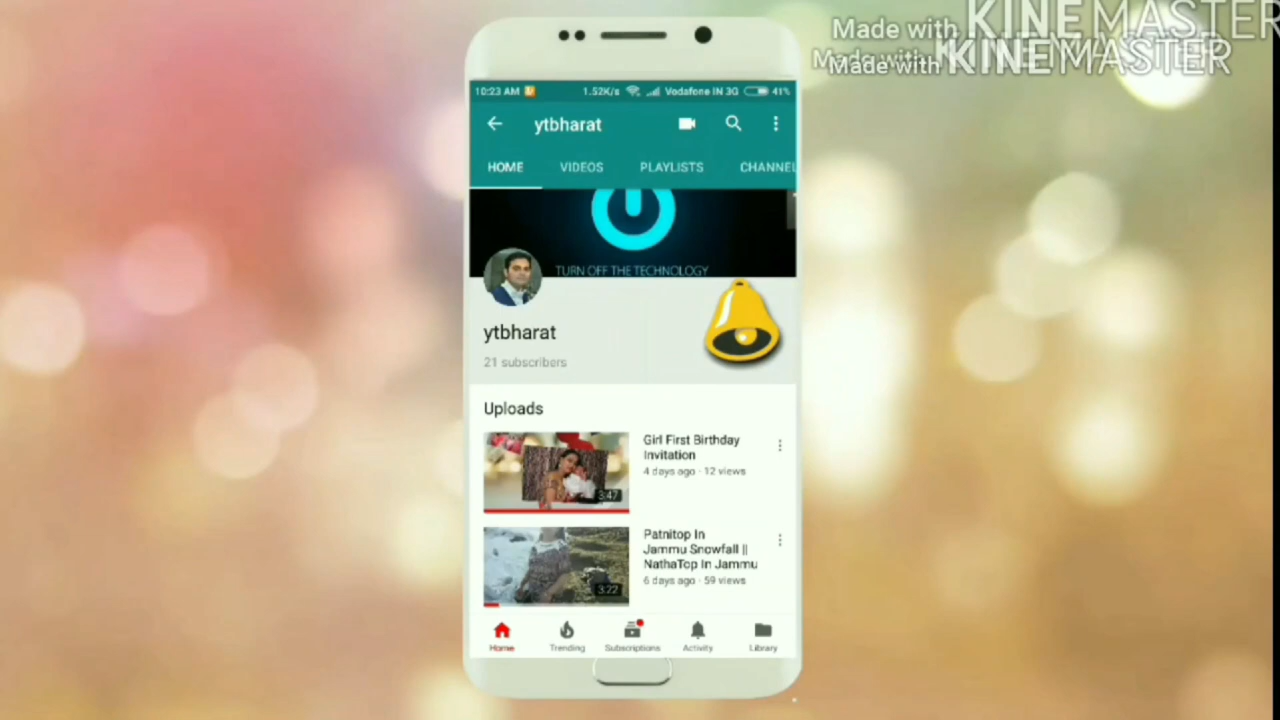 Made with KINEMASTER
Made with KINEMASTER
10:23 AM 1.52K/s Vodafone IN 3G 41%
ytbharat
HOME VIDEOS PLAYLISTS CHANNEL
TURN OFF THE TECHNOLOGY
ytbharat
21 subscribers
Uploads
Girl First Birthday
Invitation
4 days ago · 12 views
3:47
Patnitop In
Jammu Snowfall ||
NathaTop In Jammu
6 days ago · 59 views
3:22
Home Trending Subscriptions Activity Library